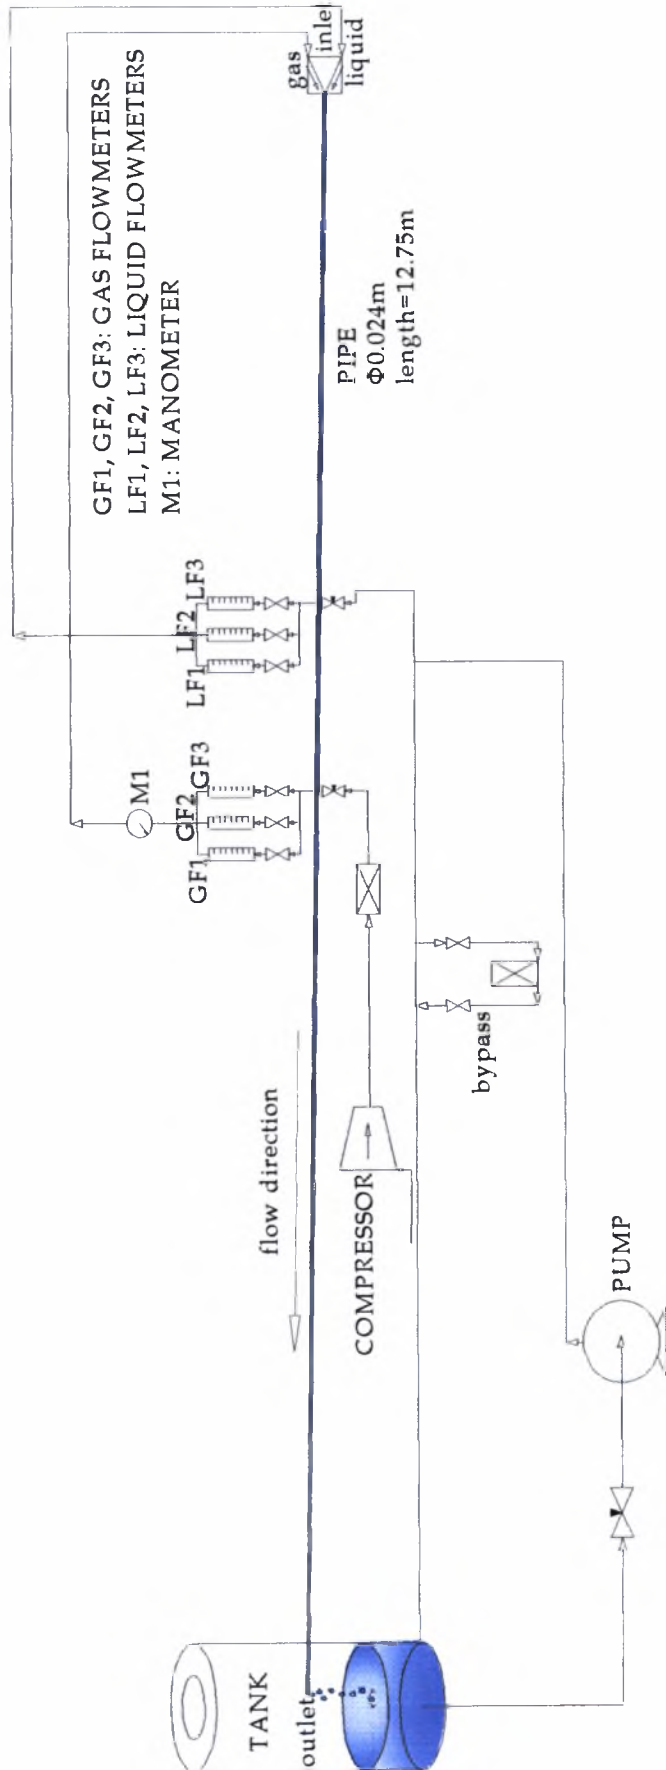 GF1, GF2, GF3: GAS FLOWMETERS
LF1, LF2, LF3: LIQUID FLOWMETERS
M1: MANOMETER
gas
inle
liquid
PIPE
Φ0.024m
length=12.75m
LF1
LF2
LF3
M1
GF1
GF2
GF3
flow direction
COMPRESSOR
bypass
PUMP
TANK
outlet